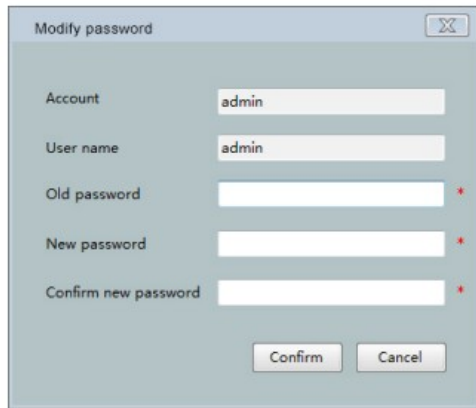 Modify password
Account admin
User name admin
Old password *
New password *
Confirm new password *
Confirm Cancel